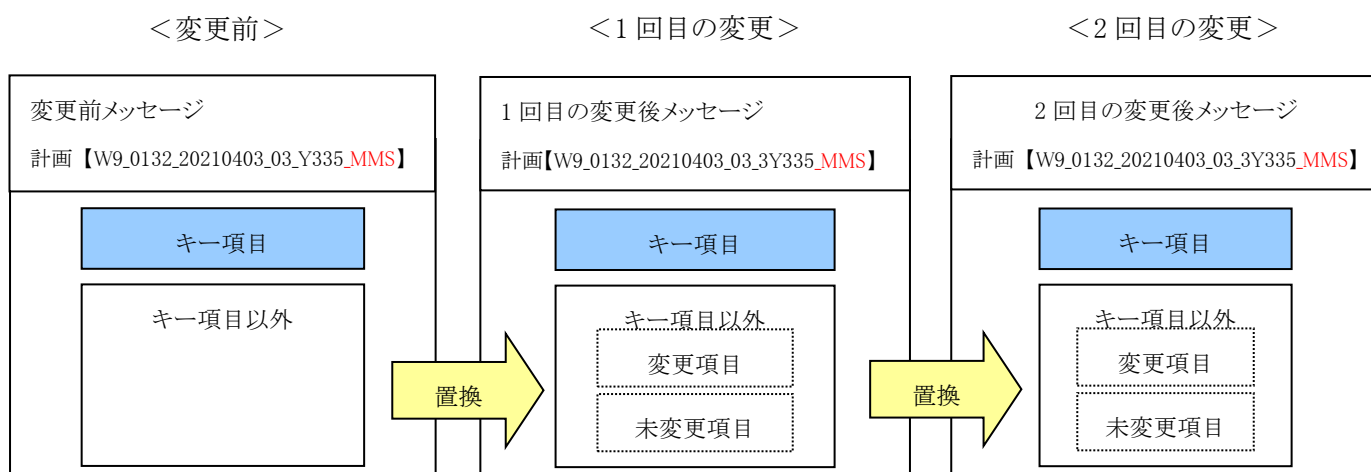 ＜変更前＞
＜1 回目の変更＞
＜2 回目の変更＞
変更前メッセージ
計画【W9_0132_20210403_03_Y335_MMS】
キー項目
キー項目以外
置換
1 回目の変更後メッセージ
計画【W9_0132_20210403_03_3Y335_MMS】
キー項目
キー項目以外
変更項目
未変更項目
置換
2 回目の変更後メッセージ
計画【W9_0132_20210403_03_3Y335_MMS】
キー項目
キー項目以外
変更項目
未変更項目